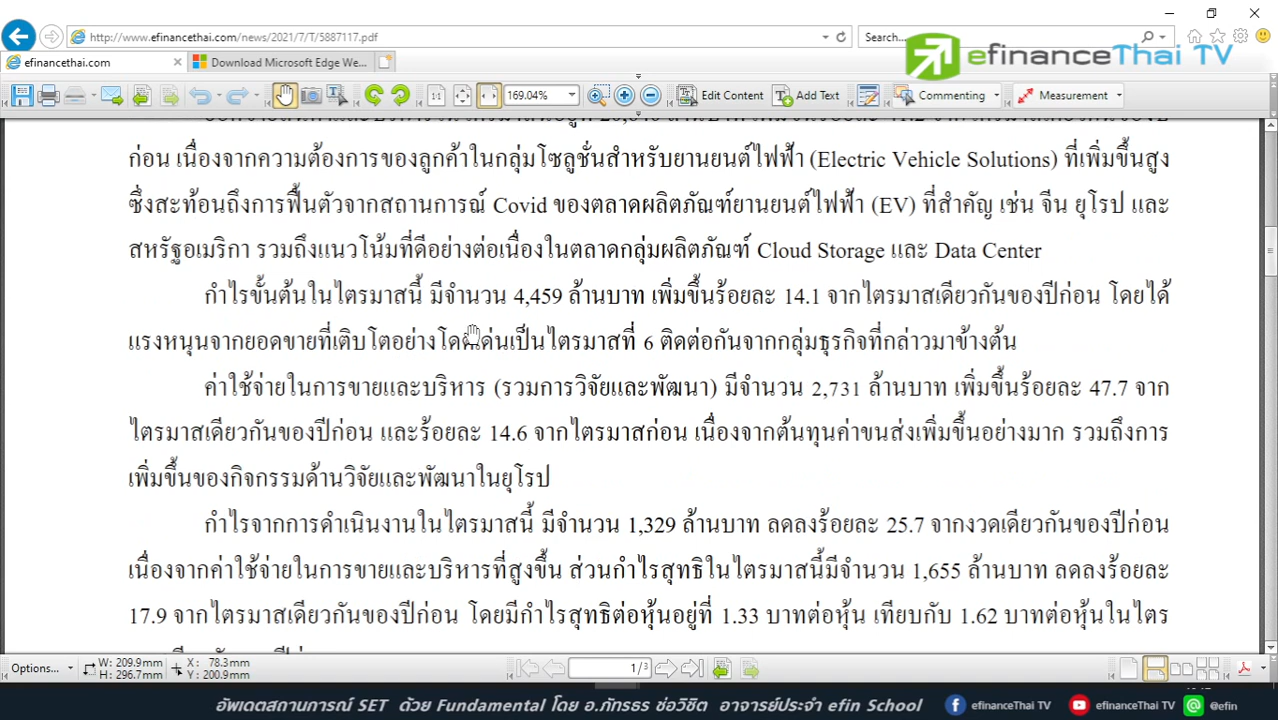 http://www.efinancethai.com/news/2021/7/T/5887117.pdf
Search...
efinanceThai TV
efinancethai.com
Download Microsoft Edge We...
169.04%
Edit Content
Add Text
Commenting
Measurement
ก่อน เนื่องจากความต้องการของลูกค้าในกลุ่มโซลูชั่นสำหรับยานยนต์ไฟฟ้า (Electric Vehicle Solutions) ที่เพิ่มขึ้นสูง
ซึ่งสะท้อนถึงการฟื้นตัวจากสถานการณ์ Covid ของตลาดผลิตภัณฑ์ยานยนต์ไฟฟ้า (EV) ที่สำคัญ เช่น จีน ยุโรป และ
สหรัฐอเมริกา รวมถึงแนวโน้มที่ดีอย่างต่อเนื่องในตลาดกลุ่มผลิตภัณฑ์ Cloud Storage และ Data Center
กำไรขั้นต้นในไตรมาสนี้ มีจำนวน 4,459 ล้านบาท เพิ่มขึ้นร้อยละ 14.1 จากไตรมาสเดียวกันของปีก่อน โดยได้
แรงหนุนจากยอดขายที่เติบโตอย่างโดดเด่นเป็นไตรมาสที่ 6 ติดต่อกันจากกลุ่มธุรกิจที่กล่าวมาข้างต้น
ค่าใช้จ่ายในการขายและบริหาร (รวมการวิจัยและพัฒนา) มีจำนวน 2,731 ล้านบาท เพิ่มขึ้นร้อยละ 47.7 จาก
ไตรมาสเดียวกันของปีก่อน และร้อยละ 14.6 จากไตรมาสก่อน เนื่องจากต้นทุนค่าขนส่งเพิ่มขึ้นอย่างมาก รวมถึงการ
เพิ่มขึ้นของกิจกรรมด้านวิจัยและพัฒนาในยุโรป
กำไรจากการดำเนินงานในไตรมาสนี้ มีจำนวน 1,329 ล้านบาท ลดลงร้อยละ 25.7 จากงวดเดียวกันของปีก่อน
เนื่องจากค่าใช้จ่ายในการขายและบริหารที่สูงขึ้น ส่วนกำไรสุทธิในไตรมาสนี้มีจำนวน 1,655 ล้านบาท ลดลงร้อยละ
17.9 จากไตรมาสเดียวกันของปีก่อน โดยมีกำไรสุทธิต่อหุ้นอยู่ที่ 1.33 บาทต่อหุ้น เทียบกับ 1.62 บาทต่อหุ้นในไตร
Options...
W: 209.9mm
H: 296.7mm
X: 78.3mm
Y: 200.9mm
1/3
อัพเดตสถานการณ์ SET ด้วย Fundamental โดย อ.ภัทรธร ช่อวิชิต อาจารย์ประจำ efin School
efinanceThai TV
efinanceThai TV
@efin